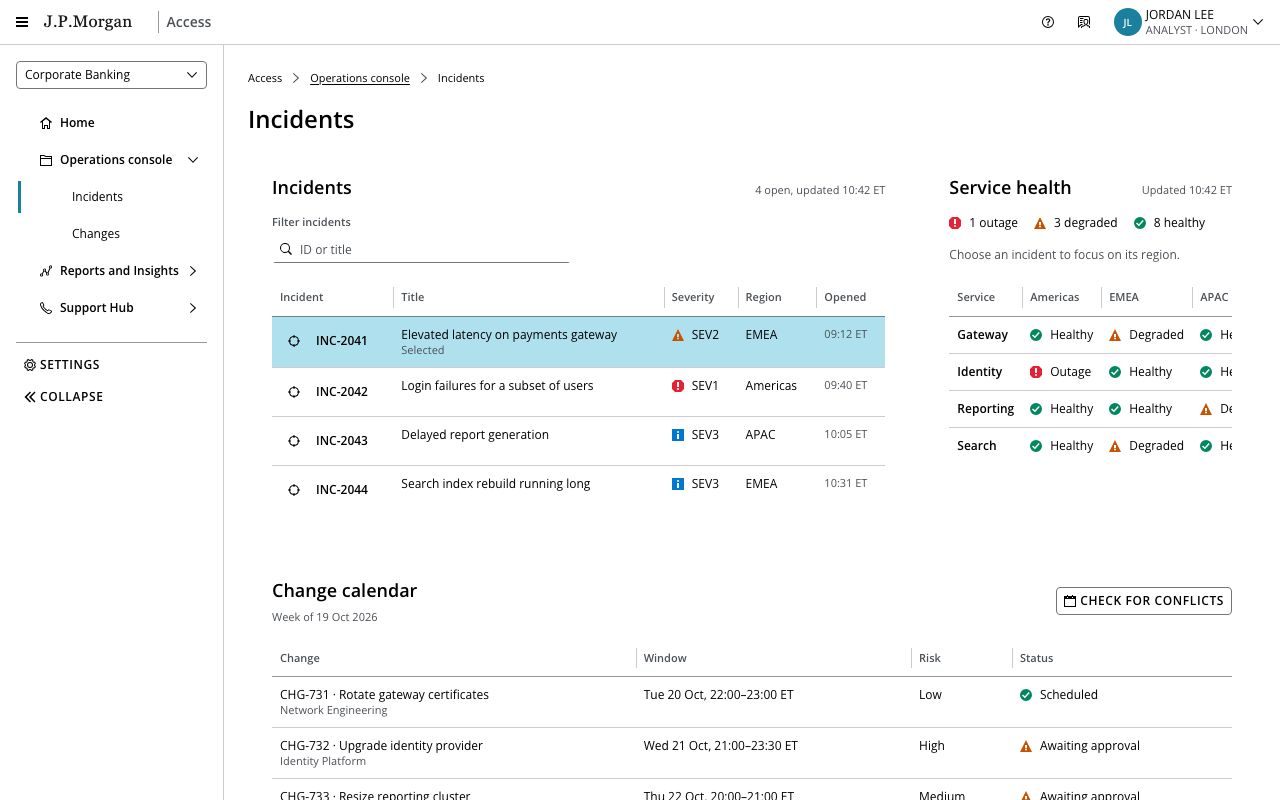 J.P.Morgan
Access
JL
JORDAN LEE
ANALYST · LONDON
Corporate Banking
Home
Operations console
Incidents
Changes
Reports and Insights
Support Hub
SETTINGS
COLLAPSE
Access
Operations console
Incidents
Incidents
Incidents
4 open, updated 10:42 ET
Filter incidents
ID or title
Incident Title Severity Region Opened
INC-2041 Elevated latency on payments gateway SEV2 EMEA 09:12 ET
Selected
INC-2042 Login failures for a subset of users SEV1 Americas 09:40 ET
INC-2043 Delayed report generation SEV3 APAC 10:05 ET
INC-2044 Search index rebuild running long SEV3 EMEA 10:31 ET
Service health
Updated 10:42 ET
1 outage 3 degraded 8 healthy
Choose an incident to focus on its region.
Service Americas EMEA APAC
Gateway Healthy Degraded He
Identity Outage Healthy He
Reporting Healthy Healthy De
Search Healthy Degraded He
Change calendar
Week of 19 Oct 2026
CHECK FOR CONFLICTS
Change Window Risk Status
CHG-731 · Rotate gateway certificates Tue 20 Oct, 22:00–23:00 ET Low Scheduled
Network Engineering
CHG-732 · Upgrade identity provider Wed 21 Oct, 21:00–23:30 ET High Awaiting approval
Identity Platform
CHG-733 · Resize reporting cluster Thu 22 Oct, 20:00–21:00 ET Medium Awaiting approval